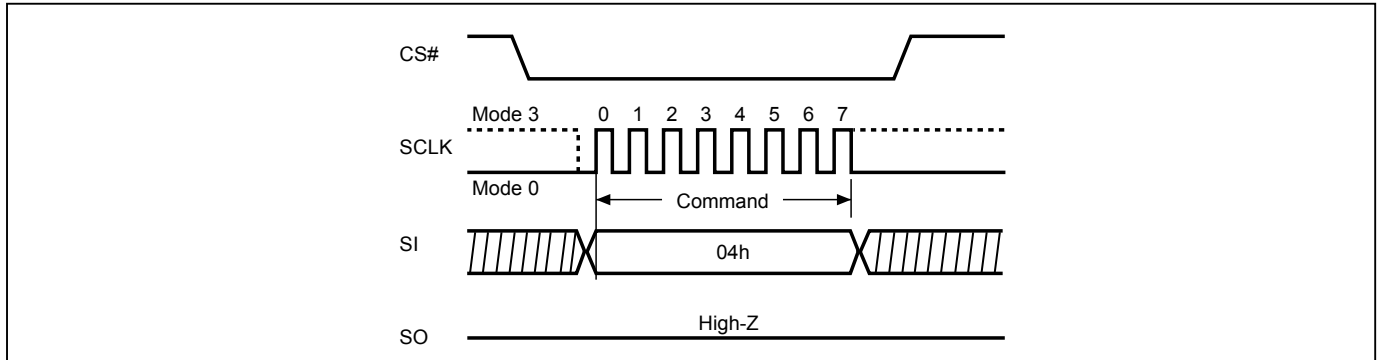 CS#
Mode 3
0 1 2 3 4 5 6 7
SCLK
Mode 0
Command
SI
04h
High-Z
SO